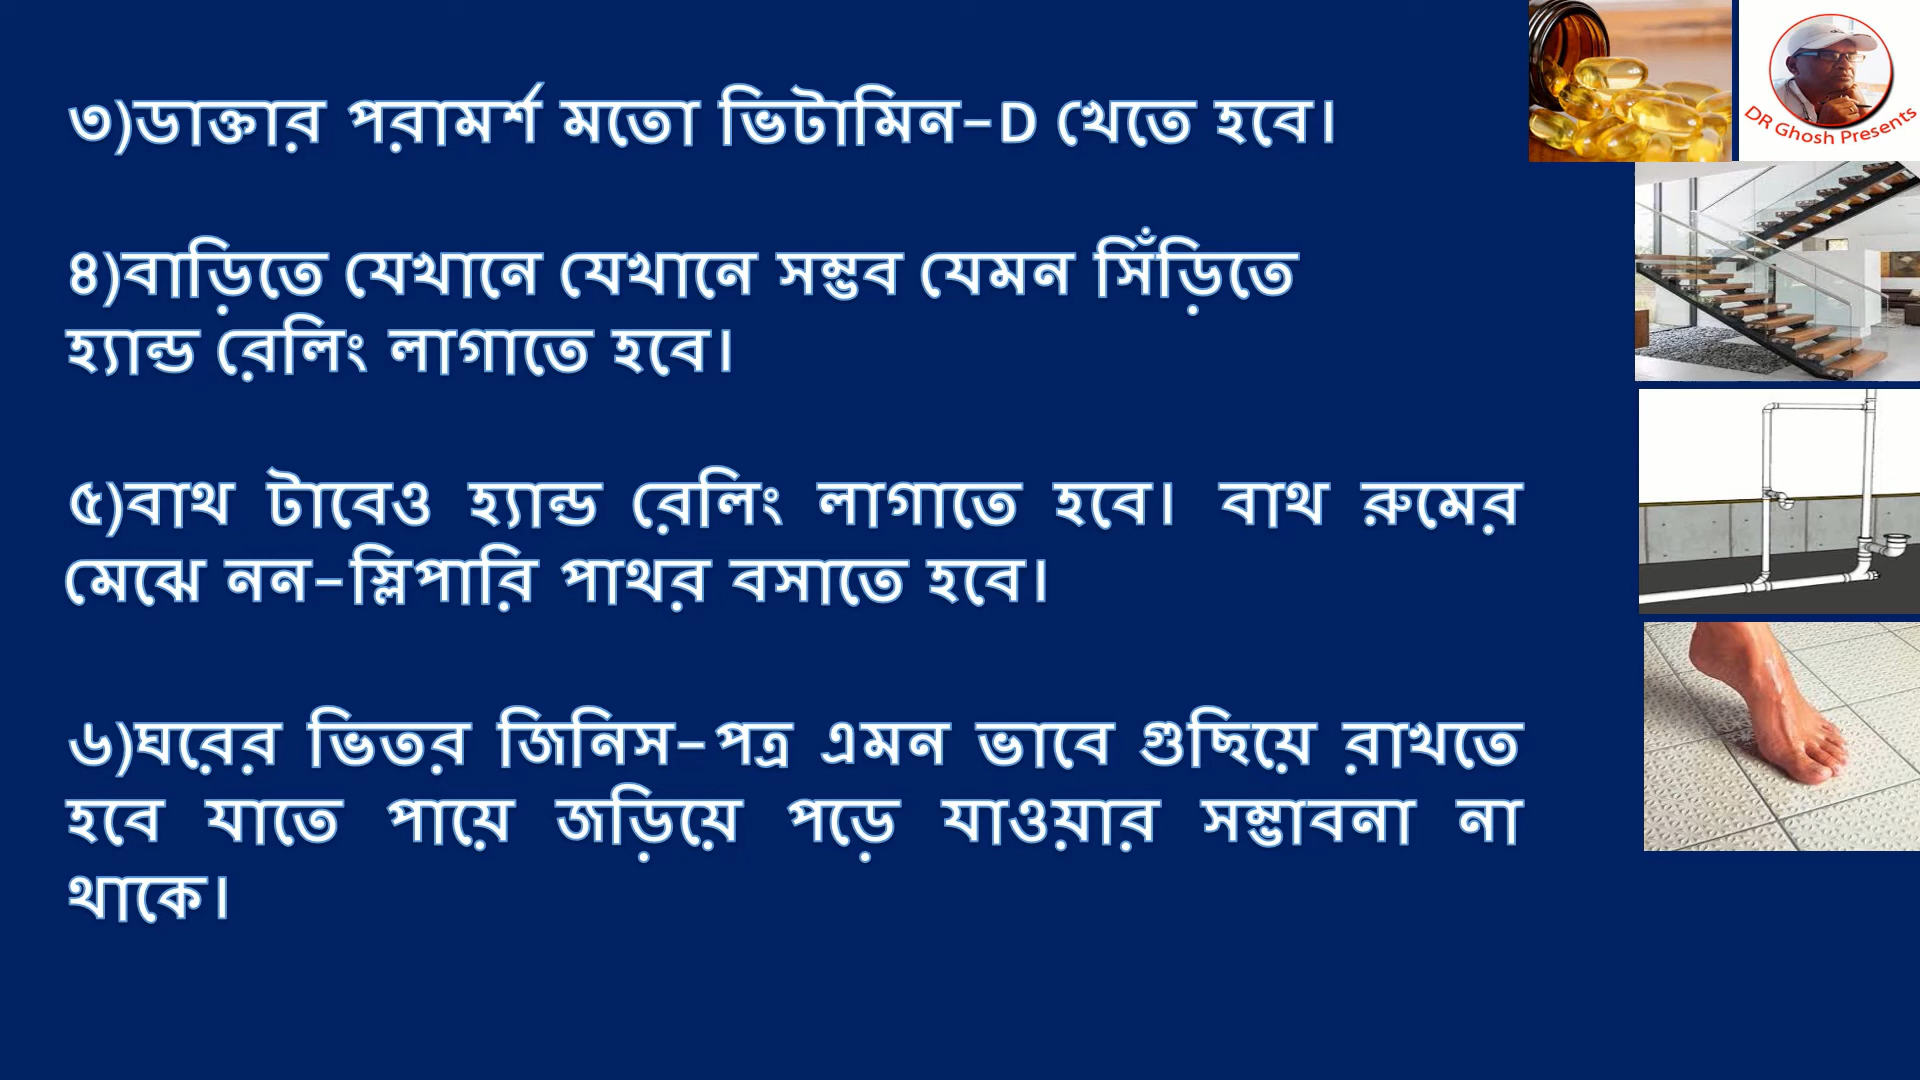 ৩)ডাক্তার পরামর্শ মতো ভিটামিন-D খেতে হবে।
৪)বাড়িতে যেখানে যেখানে সম্ভব যেমন সিঁড়িতে
হ্যান্ড রেলিং লাগাতে হবে।
৫)বাথ টাবেও হ্যান্ড রেলিং লাগাতে হবে। বাথ রুমের
মেঝে নন-স্লিপারি পাথর বসাতে হবে।
৬)ঘরের ভিতর জিনিস-পত্র এমন ভাবে গুছিয়ে রাখতে
হবে যাতে পায়ে জড়িয়ে পড়ে যাওয়ার সম্ভাবনা না
থাকে।
DR Ghosh Presents